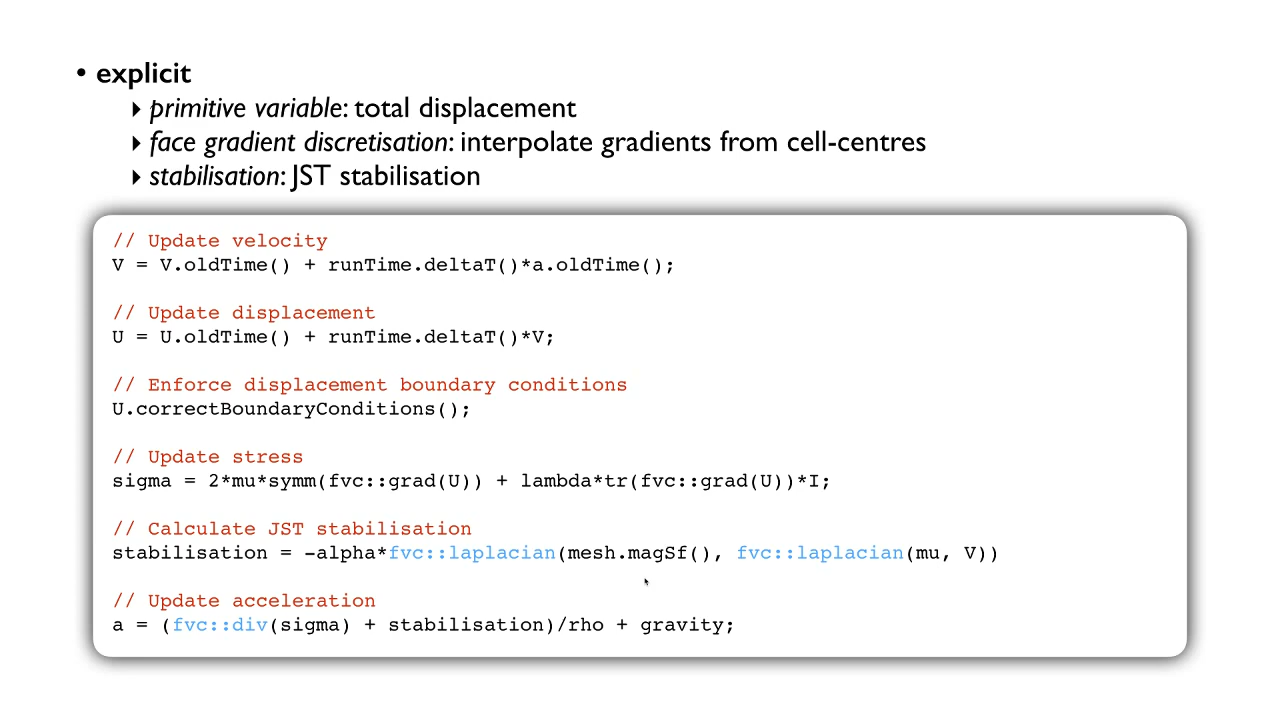 • explicit
▸ primitive variable: total displacement
▸ face gradient discretisation: interpolate gradients from cell-centres
▸ stabilisation: JST stabilisation
// Update velocity
V = V.oldTime() + runTime.deltaT()*a.oldTime();
// Update displacement
U = U.oldTime() + runTime.deltaT()*V;
// Enforce displacement boundary conditions
U.correctBoundaryConditions();
// Update stress
sigma = 2*mu*symm(fvc::grad(U)) + lambda*tr(fvc::grad(U))*I;
// Calculate JST stabilisation
stabilisation = -alpha*fvc::laplacian(mesh.magSf(), fvc::laplacian(mu, V))
// Update acceleration
a = (fvc::div(sigma) + stabilisation)/rho + gravity;